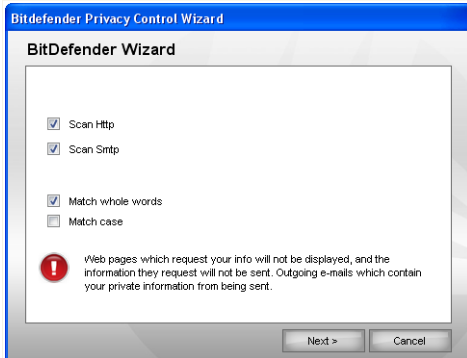 Bitdefender Privacy Control Wizard
BitDefender Wizard
Scan Http
Scan Smtp
Match whole words
Match case
Web pages which request your info will not be displayed, and the
information they request will not be sent. Outgoing e-mails which contain
your private information from being sent.
Next >
Cancel